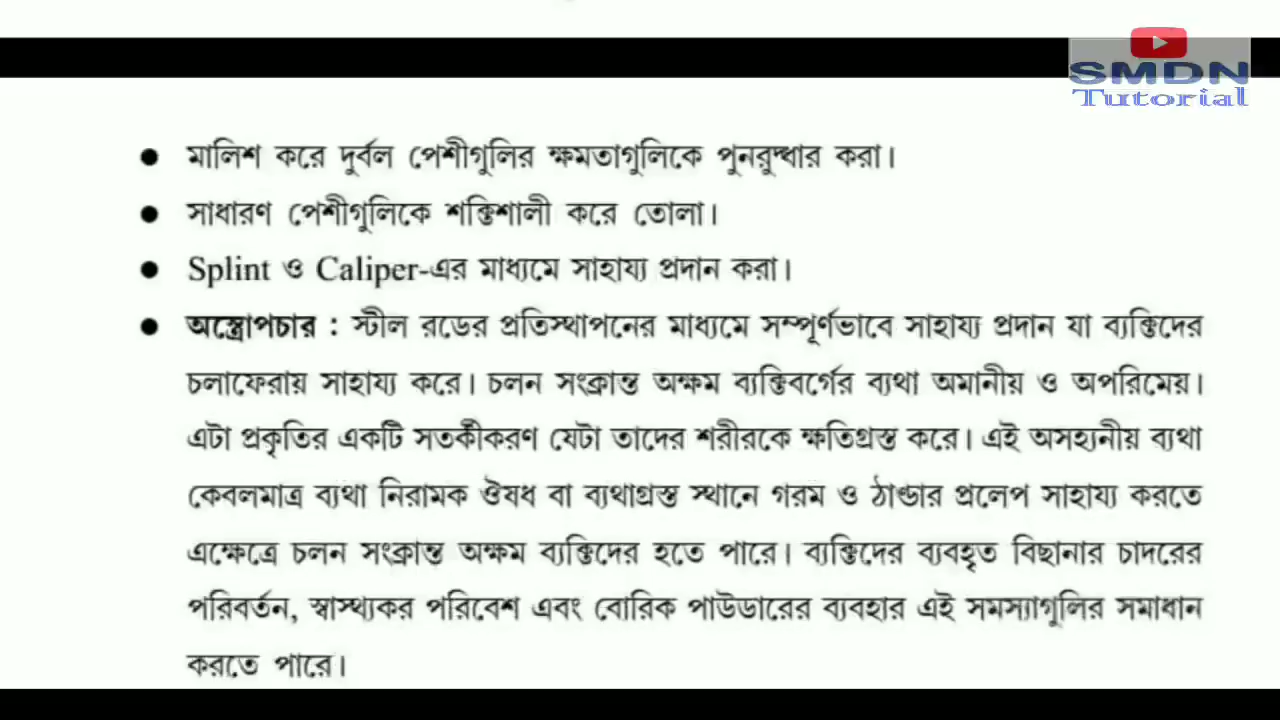 SMDN
Tutorial
● মালিশ করে দুর্বল পেশীগুলির ক্ষমতাগুলিকে পুনরুদ্ধার করা।
● সাধারণ পেশীগুলিকে শক্তিশালী করে তোলা।
● Splint ও Caliper-এর মাধ্যমে সাহায্য প্রদান করা।
● অস্ত্রোপচার : স্টীল রডের প্রতিস্থাপনের মাধ্যমে সম্পূর্ণভাবে সাহায্য প্রদান যা ব্যক্তিদের
চলাফেরায় সাহায্য করে। চলন সংক্রান্ত অক্ষম ব্যক্তিবর্গের ব্যথা অমানীয় ও অপরিমেয়।
এটা প্রকৃতির একটি সতর্কীকরণ যেটা তাদের শরীরকে ক্ষতিগ্রস্ত করে। এই অসহ্যনীয় ব্যথা
কেবলমাত্র ব্যথা নিরামক ঔষধ বা ব্যথাগ্রস্ত স্থানে গরম ও ঠাণ্ডার প্রলেপ সাহায্য করতে
এক্ষেত্রে চলন সংক্রান্ত অক্ষম ব্যক্তিদের হতে পারে। ব্যক্তিদের ব্যবহৃত বিছানার চাদরের
পরিবর্তন, স্বাস্থ্যকর পরিবেশ এবং বোরিক পাউডারের ব্যবহার এই সমস্যাগুলির সমাধান
করতে পারে।